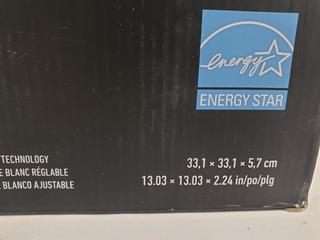 energy
ENERGY STAR
TECHNOLOGY
E BLANC RÉGLABLE
BLANCO AJUSTABLE
33,1 × 33,1 × 5,7 cm
13.03 × 13.03 × 2.24 in/po/plg